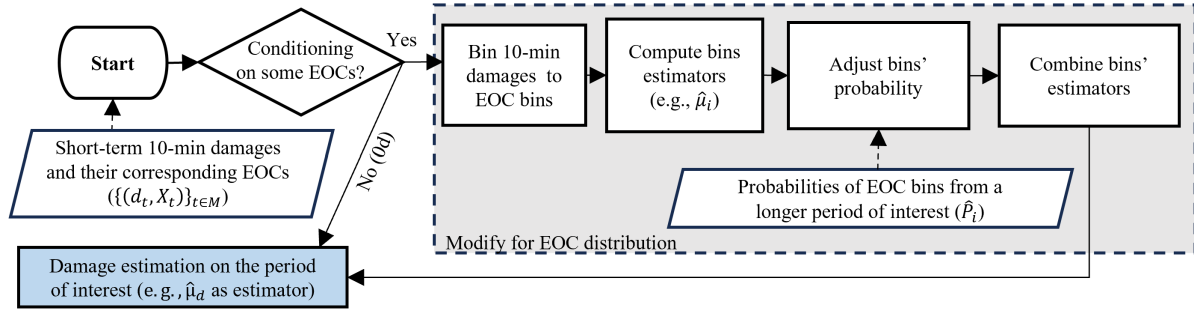 Start
Conditioning
on some EOCs?
Yes
No (0d)
Short-term 10-min damages
and their corresponding EOCs
({(d_t, X_t)}_{t∈M})
Bin 10-min
damages to
EOC bins
Compute bins
estimators
(e.g., μ̂_i)
Adjust bins’
probability
Combine bins’
estimators
Probabilities of EOC bins from a
longer period of interest (P̂_i)
Modify for EOC distribution
Damage estimation on the period
of interest (e.g., μ̂_d as estimator)